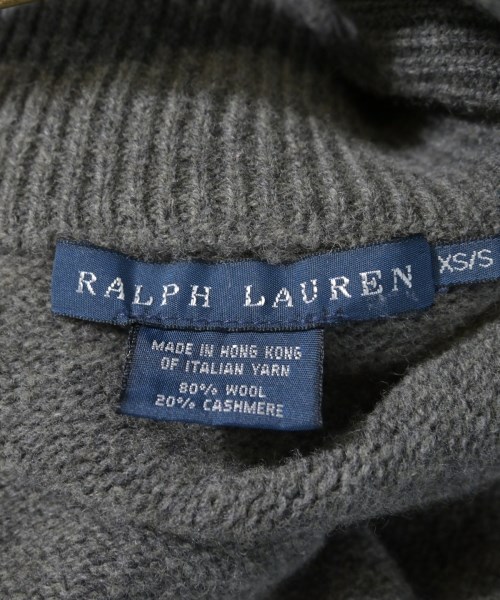 RALPH LAUREN
XS/S
MADE IN HONG KONG
OF ITALIAN YARN
80% WOOL
20% CASHMERE